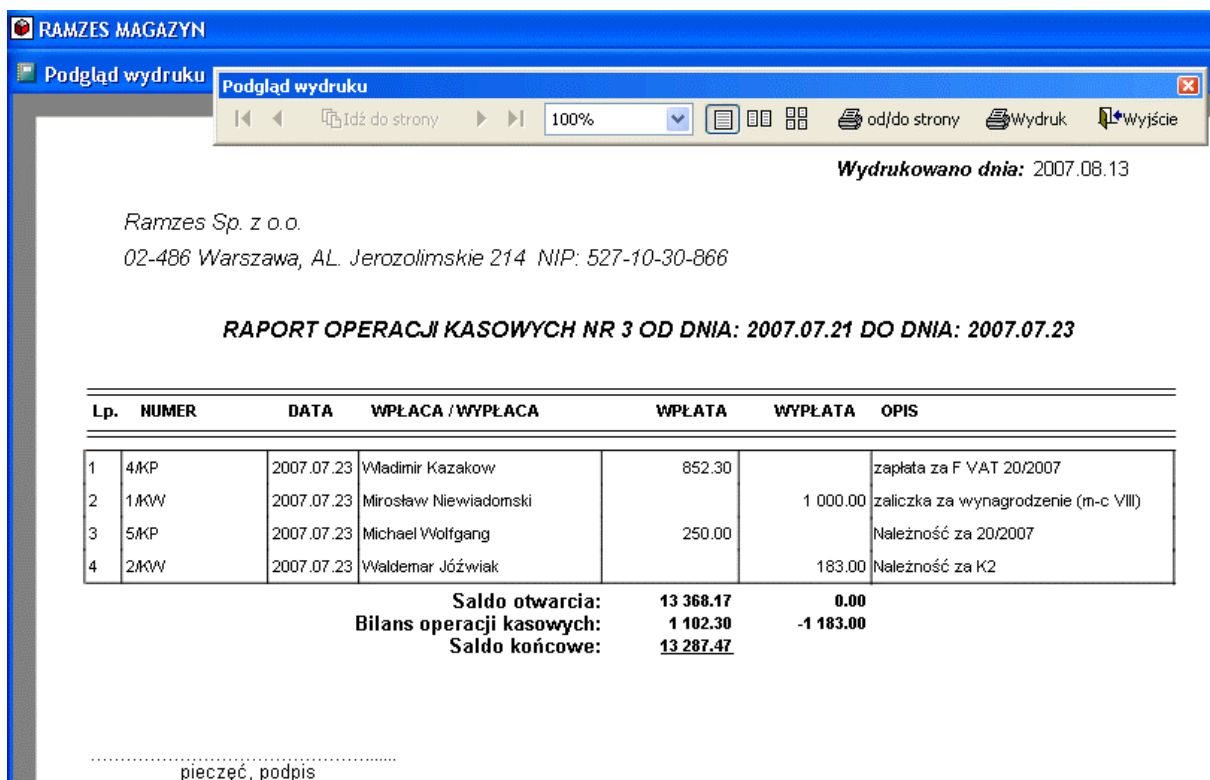 RAMZES MAGAZYN
Podgląd wydruku
Podgląd wydruku
Idź do strony 100% od/do strony Wydruk Wyjście
Wydrukowano dnia: 2007.08.13
Ramzes Sp. z o.o.
02-486 Warszawa, AL. Jerozolimskie 214 NIP: 527-10-30-866
RAPORT OPERACJI KASOWYCH NR 3 OD DNIA: 2007.07.21 DO DNIA: 2007.07.23
Lp. NUMER DATA WPŁACA / WYPŁACA WPŁATA WYPŁATA OPIS
1 4/KP 2007.07.23 Władimir Kazakow 852.30 zapłata za F VAT 20/2007
2 1/KW 2007.07.23 Mirosław Niewiadomski 1 000.00 zaliczka za wynagrodzenie (m-c VIII)
3 5/KP 2007.07.23 Michael Wolfgang 250.00 Należność za 20/2007
4 2/KW 2007.07.23 Waldemar Jóźwiak 183.00 Należność za K2
Saldo otwarcia: 13 368.17 0.00
Bilans operacji kasowych: 1 102.30 -1 183.00
Saldo końcowe: 13 287.47
pieczęć, podpis